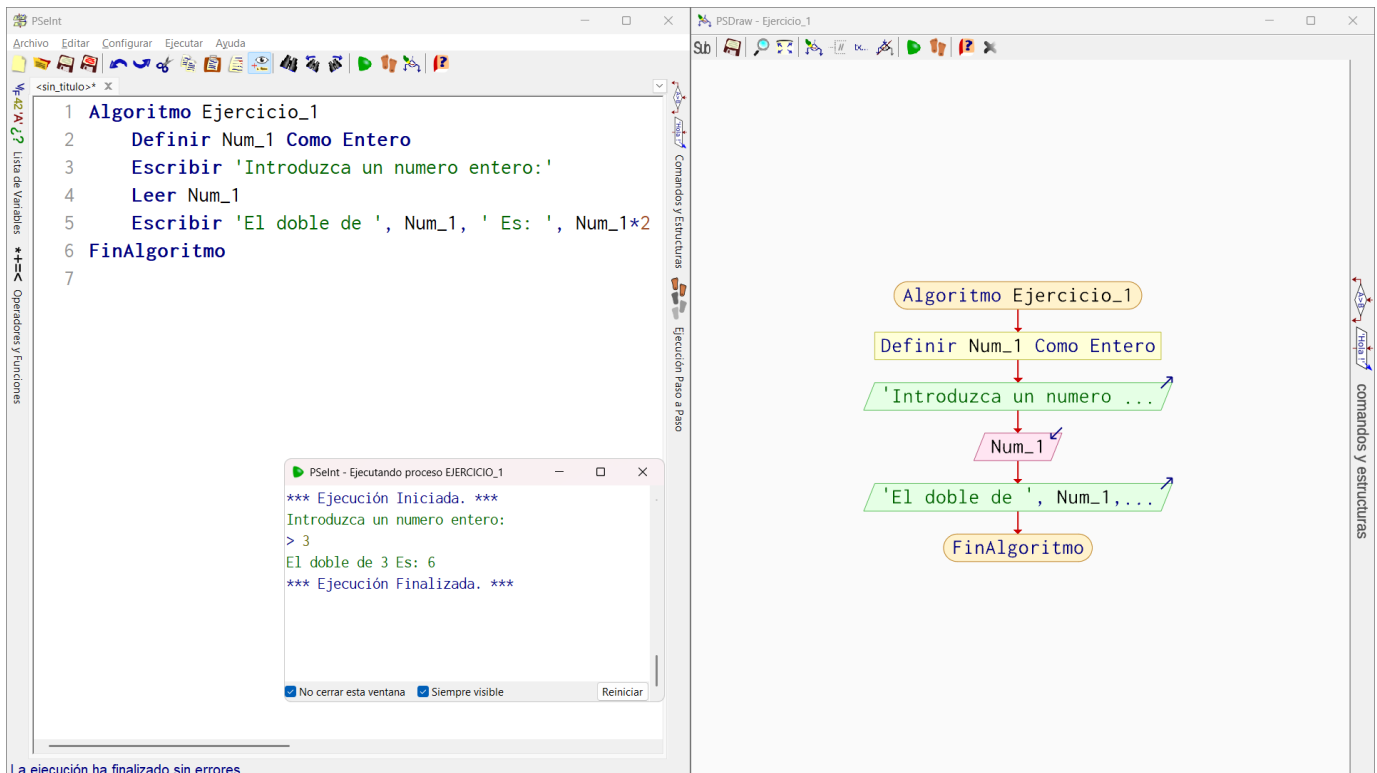 PSeInt
Archivo Editar Configurar Ejecutar Ayuda
<sin_titulo>* X
1 Algoritmo Ejercicio_1
2 Definir Num_1 Como Entero
3 Escribir 'Introduzca un numero entero:'
4 Leer Num_1
5 Escribir 'El doble de ', Num_1, ' Es: ', Num_1*2
6 FinAlgoritmo
7
42 'A' ¿?
Lista de Variables
*+=<
Operadores y Funciones
A>B
'Hola !'
Comandos y Estructuras
Ejecución Paso a Paso
PSeInt - Ejecutando proceso EJERCICIO_1
*** Ejecución Iniciada. ***
Introduzca un numero entero:
> 3
El doble de 3 Es: 6
*** Ejecución Finalizada. ***
No cerrar esta ventana Siempre visible Reiniciar
La ejecución ha finalizado sin errores.
PSDraw - Ejercicio_1
Sub
Algoritmo Ejercicio_1
Definir Num_1 Como Entero
'Introduzca un numero ...
Num_1
'El doble de ', Num_1,...
FinAlgoritmo
A>B
'Hola !'
comandos y estructuras